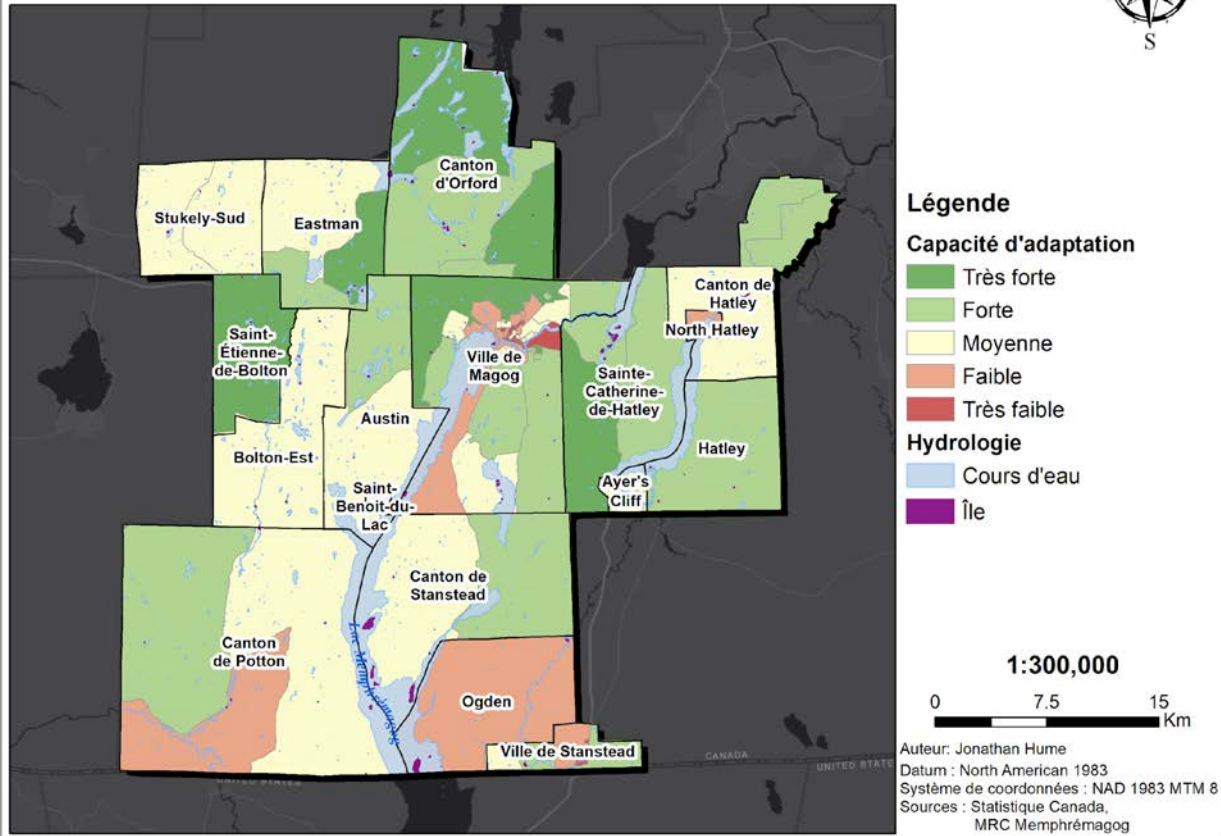 S
Canton
d'Orford
Stukely-Sud
Eastman
Canton de
Hatley
North Hatley
Saint-
Étienne-
de-Bolton
Ville de
Magog
Sainte-
Catherine-
de-Hatley
Austin
Bolton-Est
Hatley
Saint-
Benoit-du-
Lac
Ayer's
Cliff
Canton de
Stanstead
Canton
de Potton
Lac Memphrémagog
Ogden
Ville de Stanstead
CANADA
UNITED STATES
UNITED STATE
Légende
Capacité d'adaptation
Très forte
Forte
Moyenne
Faible
Très faible
Hydrologie
Cours d'eau
Île
1:300,000
0 7.5 15
Km
Auteur: Jonathan Hume
Datum : North American 1983
Système de coordonnées : NAD 1983 MTM 8
Sources : Statistique Canada,
MRC Memphrémagog